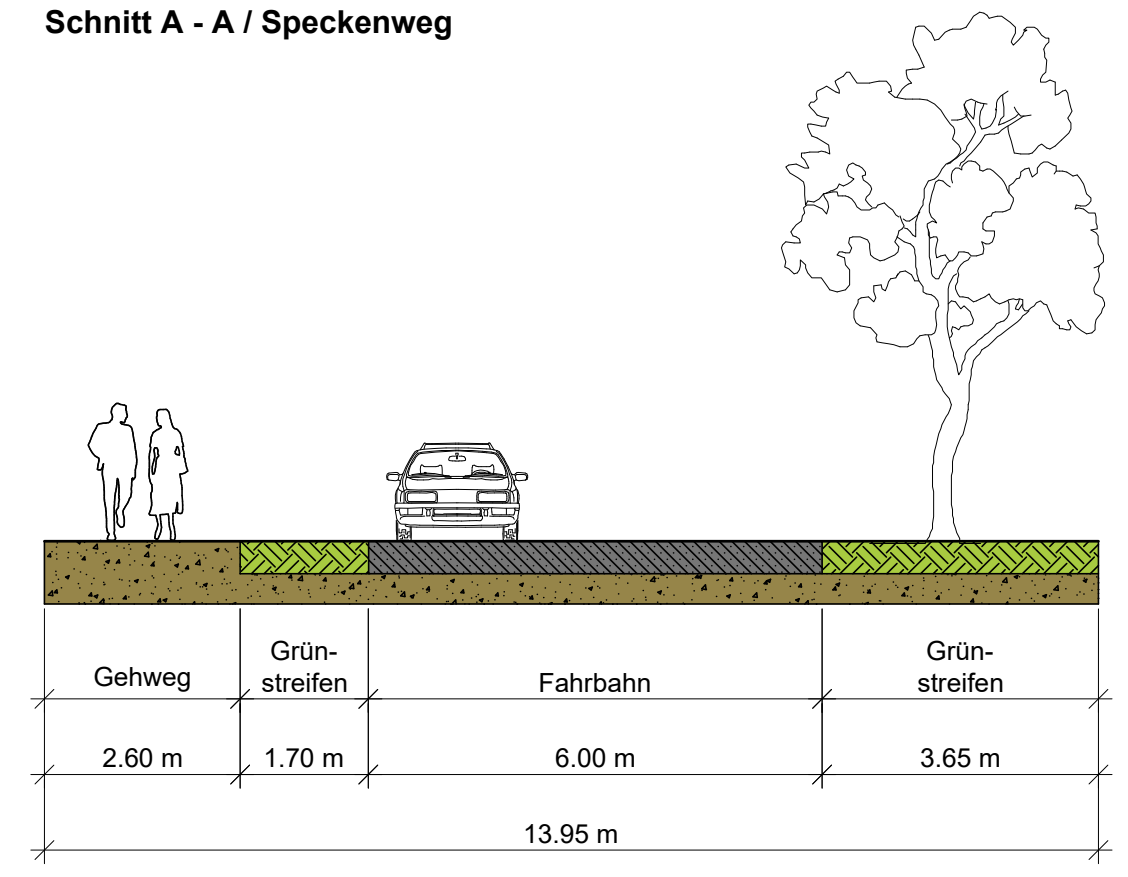 Schnitt A - A / Speckenweg
Gehweg
Grün-
streifen
Fahrbahn
Grün-
streifen
2.60 m
1.70 m
6.00 m
3.65 m
13.95 m